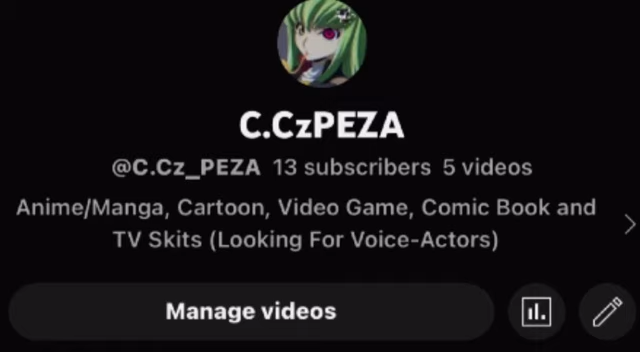 C.CzPEZA
@C.Cz_PEZA 13 subscribers 5 videos
Anime/Manga, Cartoon, Video Game, Comic Book and
TV Skits (Looking For Voice-Actors)
Manage videos